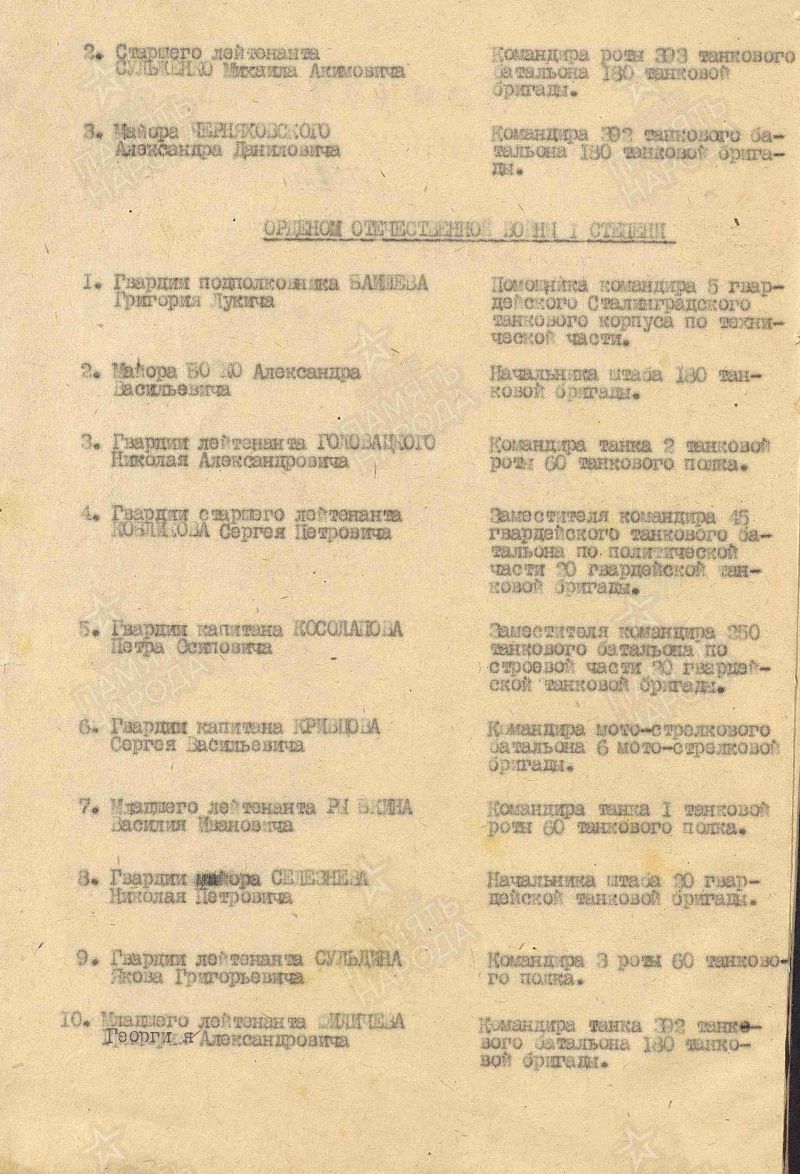 2. Старшего лейтенанта
СУЛЬЧЕНКО Михаила Акимовича
Командира роты 393 танкового
батальона 180 танковой
бригады.
3. Майора ЧЕРНЯХОВСКОГО
Александра Даниловича
Командира 392 танкового ба-
тальона 180 танковой брига-
ды.
ОРДЕНОМ ОТЕЧЕСТВЕННОЙ ВОЙНЫ I СТЕПЕНИ
1. Гвардии подполковника
Григория Лукича
Помощника командира 5 гвар-
дейского Сталинградского
танкового корпуса по техни-
ческой части.
2. Майора Александра
Васильевича
Начальника штаба 180 тан-
ковой бригады.
3. Гвардии лейтенанта ГОЛОВАЦКОГО
Николая Александровича
Командира танка 2 танковой
роты 60 танкового полка.
4. Гвардии старшего лейтенанта
Сергея Петровича
Заместителя командира 45
гвардейского танкового ба-
тальона по политической
части 20 гвардейской тан-
ковой бригады.
5. Гвардии капитана КОСОЛАПОВА
Петра Осиповича
Заместителя командира 250
танкового батальона по
строевой части 20 гвардей-
ской танковой бригады.
6. Гвардии капитана КРИВЦОВА
Сергея Васильевича
Командира мото-стрелкового
батальона 6 мото-стрелковой
бригады.
7. Младшего лейтенанта
Василия Ивановича
Командира танка I танковой
роты 60 танкового полка.
8. Гвардии майора СЕЛЕЗНЕВА
Николая Петровича
Начальника штаба 20 гвар-
дейской танковой бригады.
9. Гвардии лейтенанта СУЛЬДИНА
Якова Григорьевича
Командира 3 роты 60 танково-
го полка.
10. Младшего лейтенанта
Георгия Александровича
Командира танка 392 танко-
вого батальона 180 танко-
вой бригады.
ПАМЯТЬ
НАРОДА